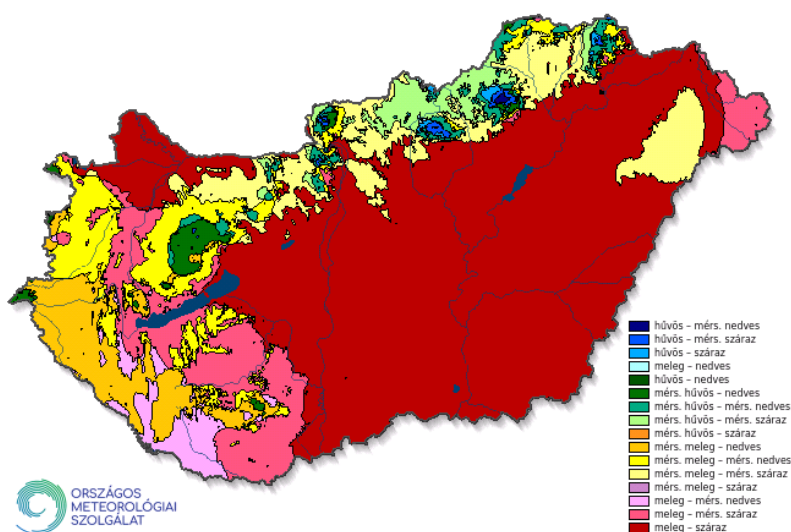 hűvös – mérs. nedves
hűvös – mérs. száraz
hűvös – száraz
meleg – nedves
hűvös – nedves
mérs. hűvös – nedves
mérs. hűvös – mérs. nedves
mérs. hűvös – mérs. száraz
mérs. hűvös – száraz
mérs. meleg – nedves
mérs. meleg – mérs. nedves
mérs. meleg – mérs. száraz
mérs. meleg – száraz
meleg – mérs. nedves
meleg – mérs. száraz
meleg – száraz
ORSZÁGOS
METEOROLÓGIAI
SZOLGÁLAT